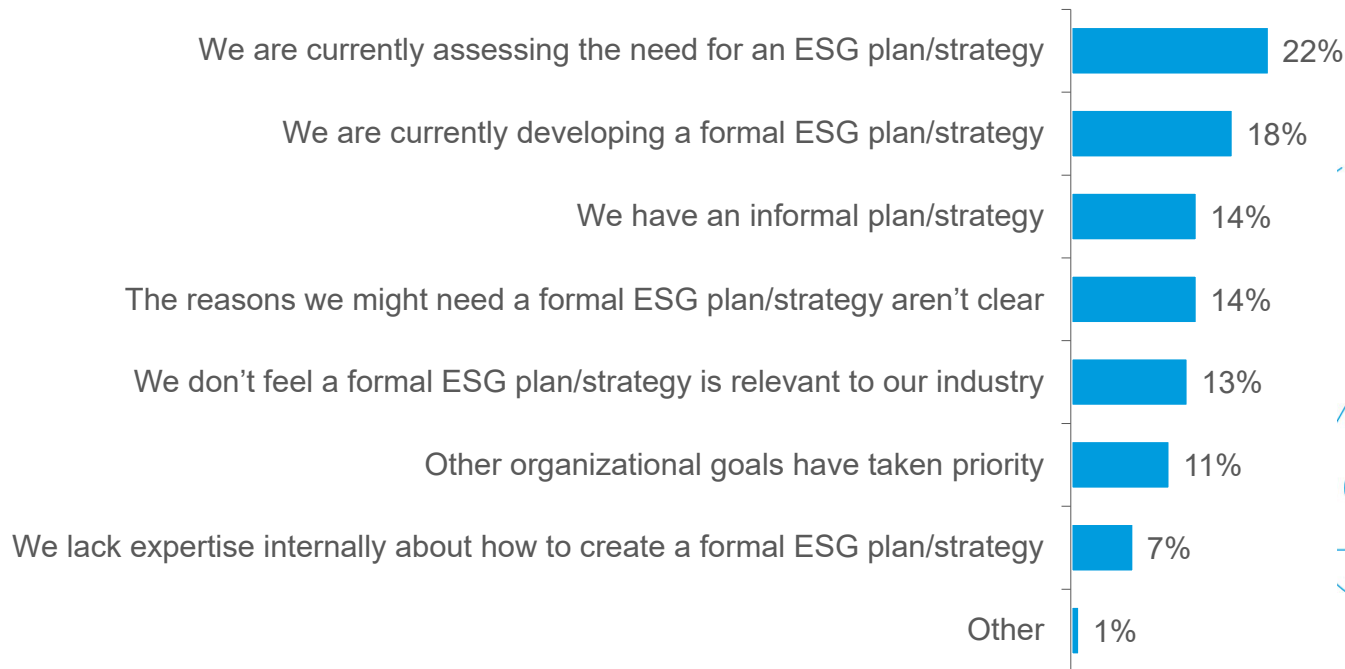 We are currently assessing the need for an ESG plan/strategy 22%
We are currently developing a formal ESG plan/strategy 18%
We have an informal plan/strategy 14%
The reasons we might need a formal ESG plan/strategy aren’t clear 14%
We don’t feel a formal ESG plan/strategy is relevant to our industry 13%
Other organizational goals have taken priority 11%
We lack expertise internally about how to create a formal ESG plan/strategy 7%
Other 1%